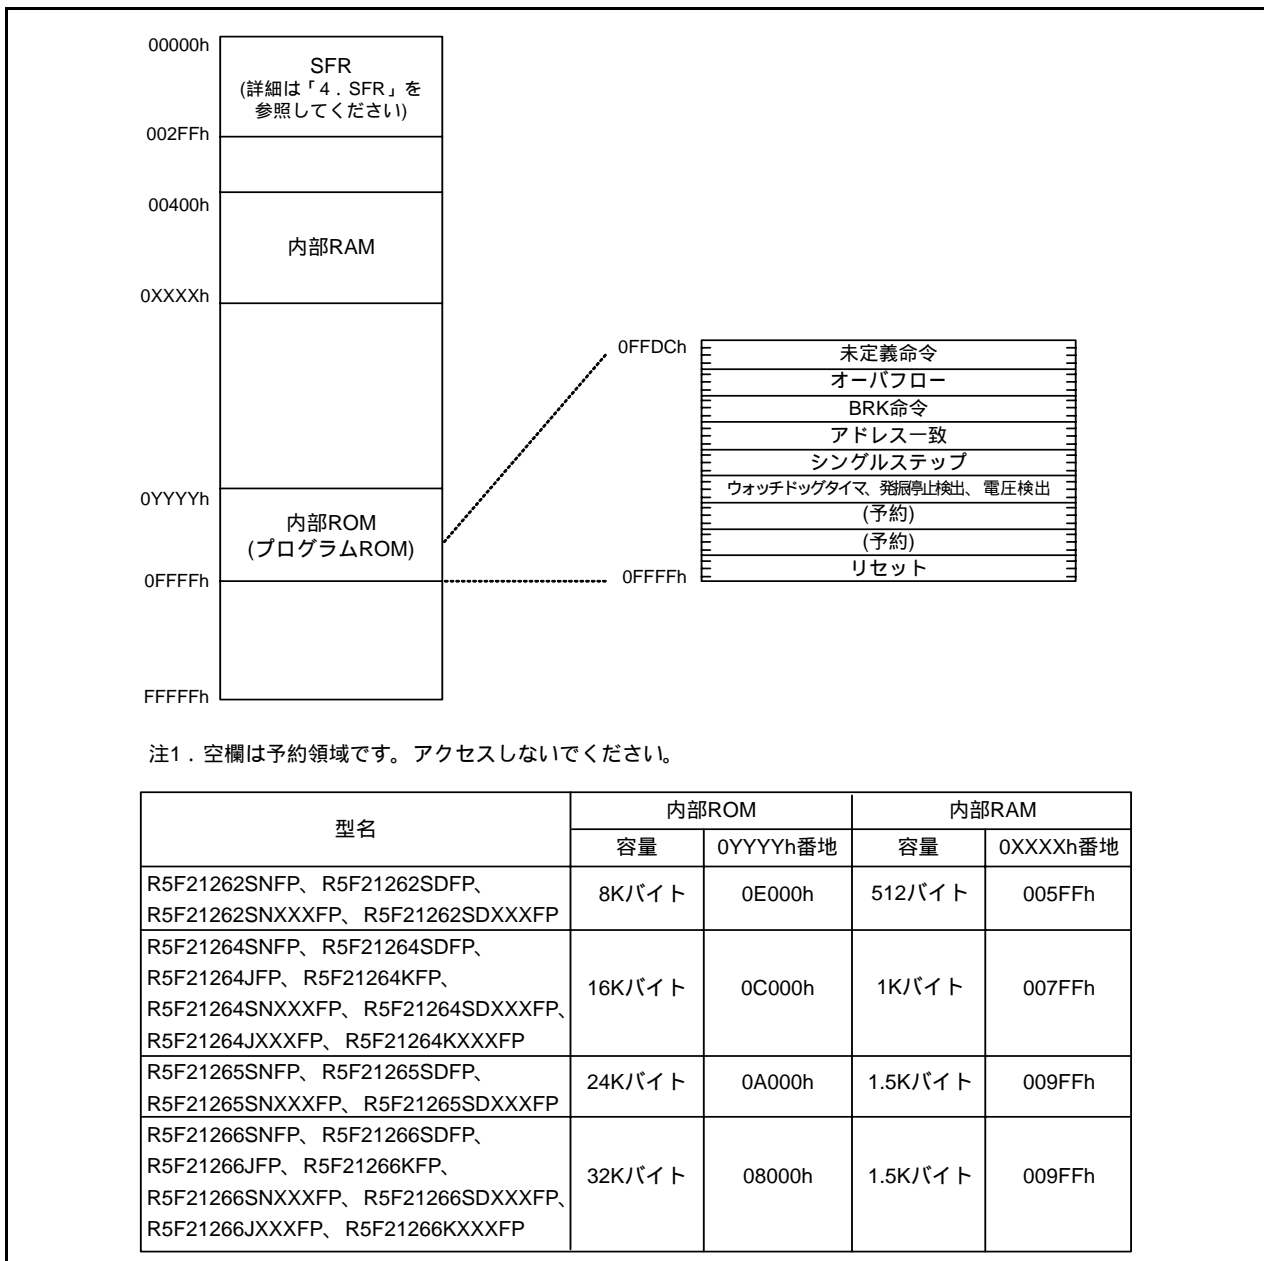 00000h
SFR
(詳細は「4．SFR」を
参照してください)
002FFh
00400h
内部RAM
0XXXXh
0FFDCh
未定義命令
オーバフロー
BRK命令
アドレス一致
シングルステップ
ウォッチドッグタイマ、発振停止検出、電圧検出
(予約)
(予約)
リセット
0FFFFh
0YYYYh
内部ROM
(プログラムROM)
0FFFFh
FFFFFh
注1．空欄は予約領域です。アクセスしないでください。
型名 内部ROM 内部RAM
容量 0YYYYh番地 容量 0XXXXh番地
R5F21262SNFP、R5F21262SDFP、
R5F21262SNXXXFP、R5F21262SDXXXFP
8Kバイト 0E000h 512バイト 005FFh
R5F21264SNFP、R5F21264SDFP、
R5F21264JFP、R5F21264KFP、
R5F21264SNXXXFP、R5F21264SDXXXFP、
R5F21264JXXXFP、R5F21264KXXXFP
16Kバイト 0C000h 1Kバイト 007FFh
R5F21265SNFP、R5F21265SDFP、
R5F21265SNXXXFP、R5F21265SDXXXFP
24Kバイト 0A000h 1.5Kバイト 009FFh
R5F21266SNFP、R5F21266SDFP、
R5F21266JFP、R5F21266KFP、
R5F21266SNXXXFP、R5F21266SDXXXFP、
R5F21266JXXXFP、R5F21266KXXXFP
32Kバイト 08000h 1.5Kバイト 009FFh